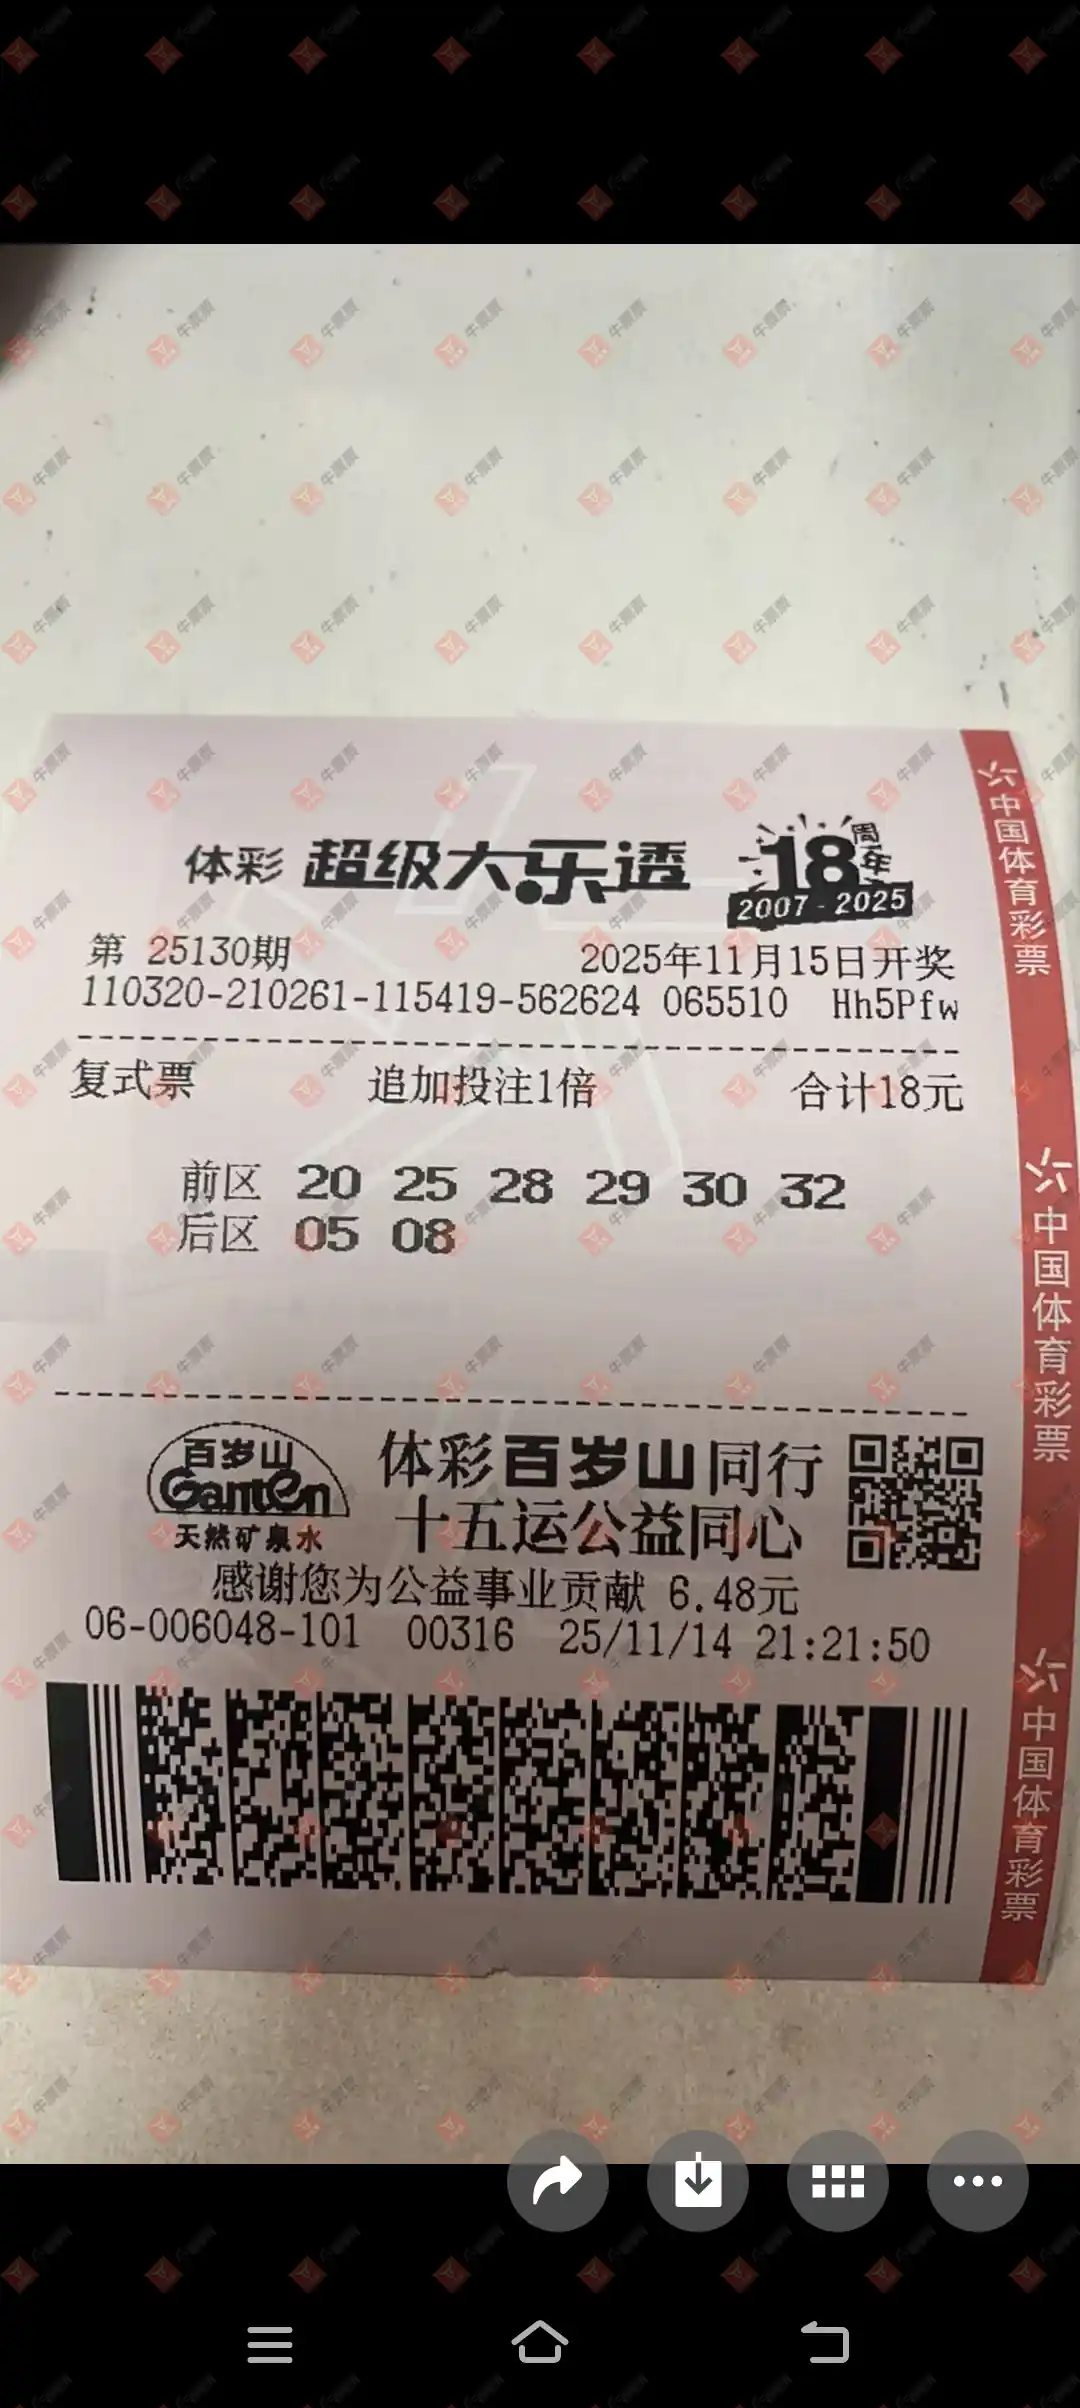 体彩 超级大乐透 18周年
2007-2025
第 25130期 2025年11月15日开奖
110320-210261-115419-562624 065510 Hh5Pfw
复式票 追加投注1倍 合计18元
前区 20 25 28 29 30 32
后区 05 08
百岁山
Ganten
天然矿泉水
体彩百岁山同行
十五运公益同心
感谢您为公益事业贡献 6.48元
06-006048-101 00316 25/11/14 21:21:50
中国体育彩票
中国体育彩票
中国体育彩票
牛票票